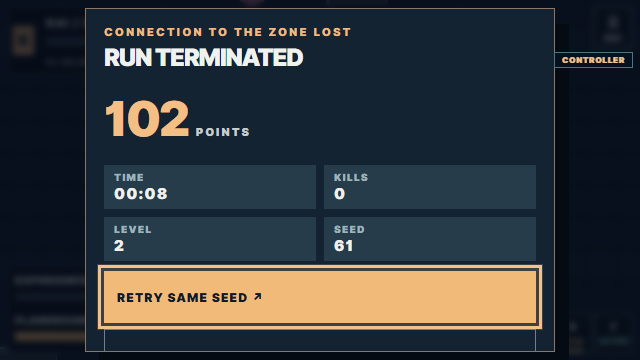 CONNECTION TO THE ZONE LOST
RUN TERMINATED
102 POINTS
TIME
00:08
KILLS
0
LEVEL
2
SEED
61
RETRY SAME SEED ↗
CONTROLLER